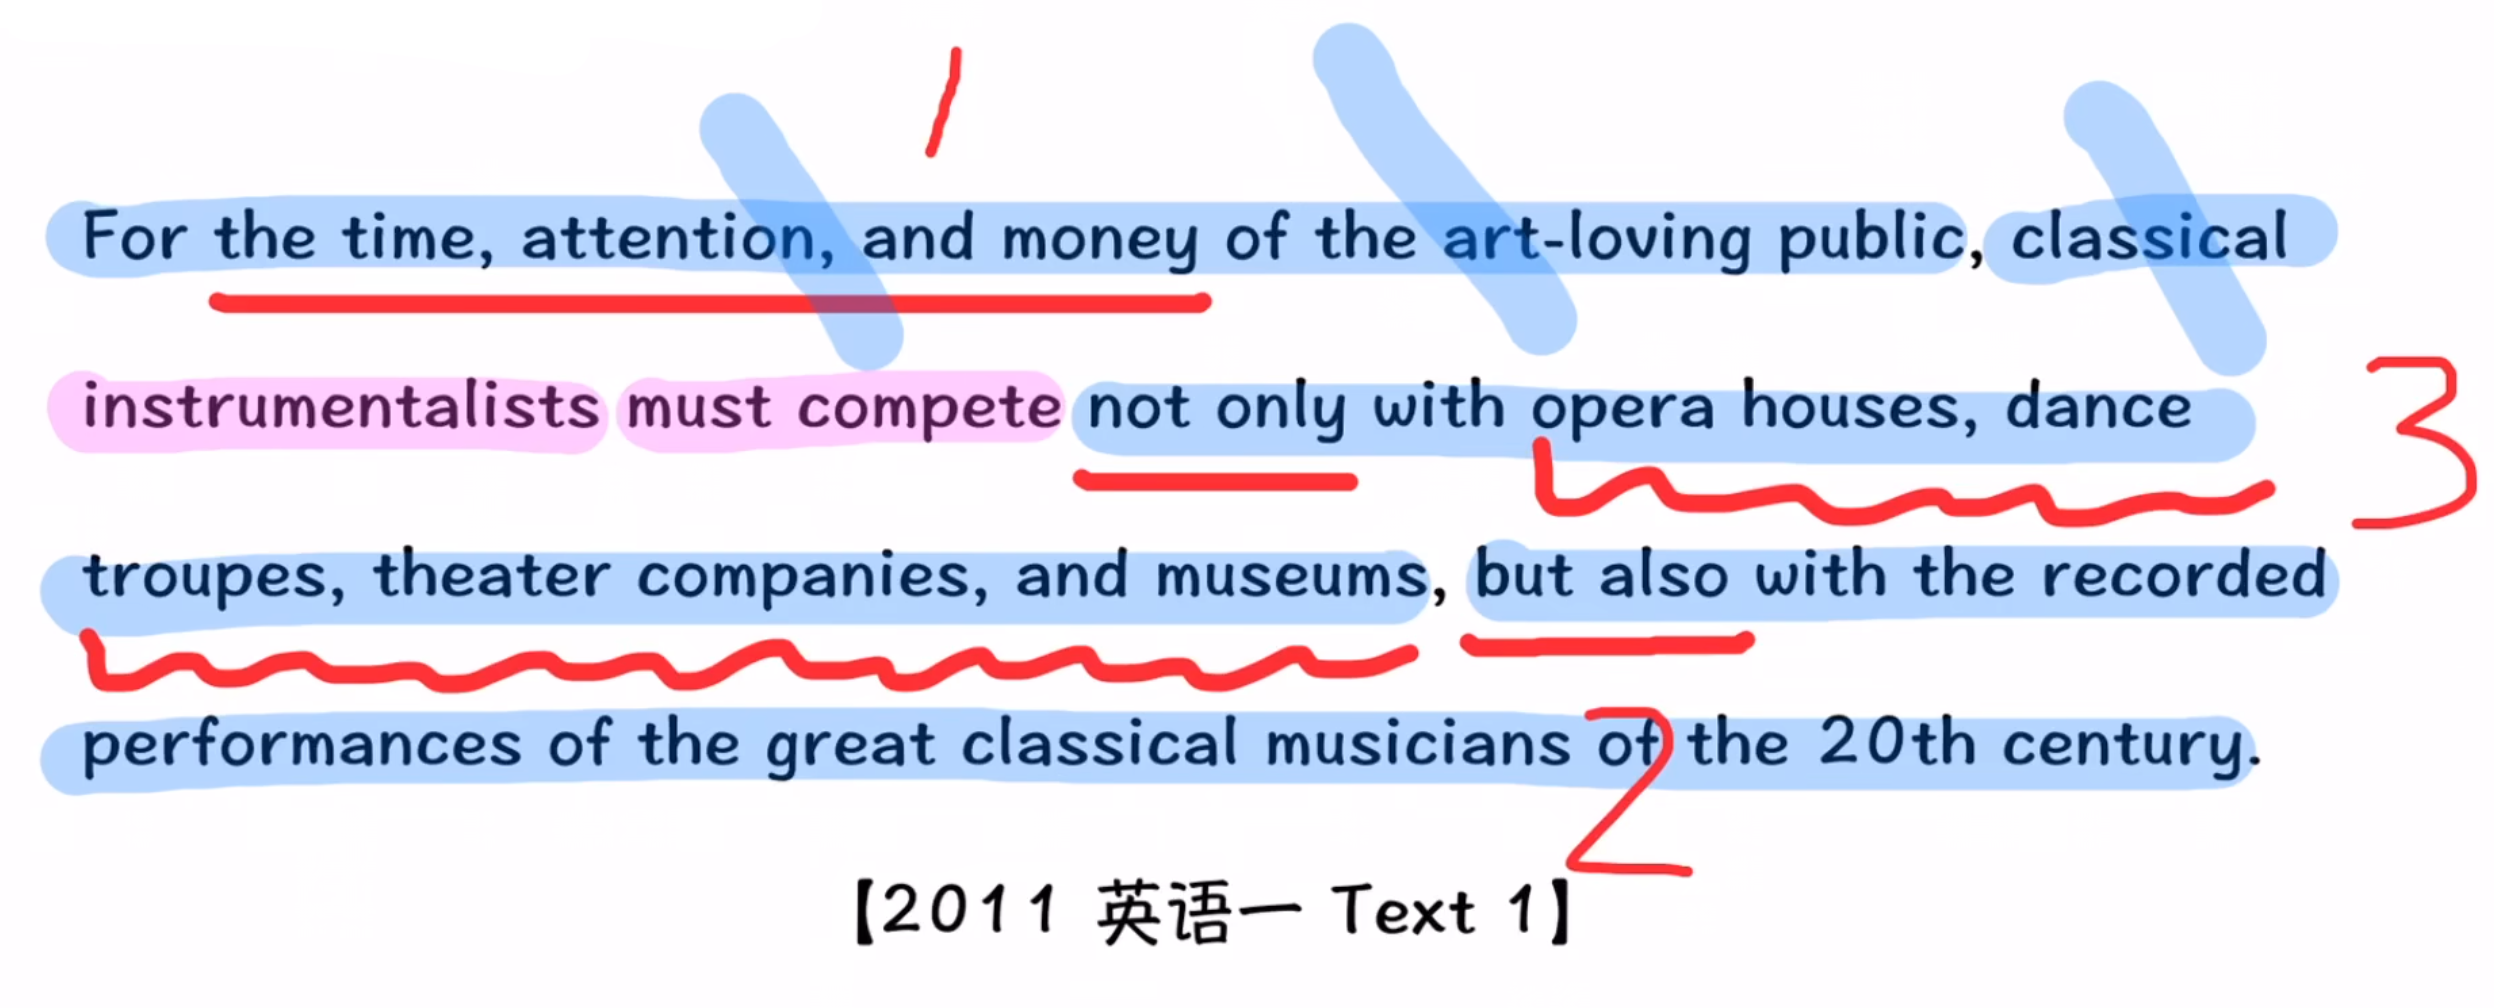 1
For the time, attention, and money of the art-loving public, classical
instrumentalists must compete not only with opera houses, dance
3
troupes, theater companies, and museums, but also with the recorded
performances of the great classical musicians of the 20th century.
2
【2011 英语一 Text 1】